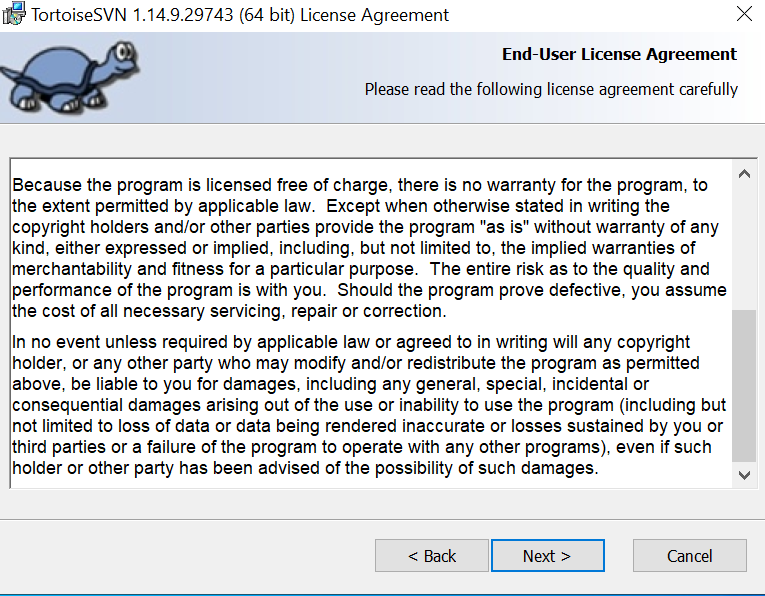 TortoiseSVN 1.14.9.29743 (64 bit) License Agreement
End-User License Agreement
Please read the following license agreement carefully
Because the program is licensed free of charge, there is no warranty for the program, to
the extent permitted by applicable law.  Except when otherwise stated in writing the
copyright holders and/or other parties provide the program "as is" without warranty of any
kind, either expressed or implied, including, but not limited to, the implied warranties of
merchantability and fitness for a particular purpose.  The entire risk as to the quality and
performance of the program is with you.  Should the program prove defective, you assume
the cost of all necessary servicing, repair or correction.
In no event unless required by applicable law or agreed to in writing will any copyright
holder, or any other party who may modify and/or redistribute the program as permitted
above, be liable to you for damages, including any general, special, incidental or
consequential damages arising out of the use or inability to use the program (including but
not limited to loss of data or data being rendered inaccurate or losses sustained by you or
third parties or a failure of the program to operate with any other programs), even if such
holder or other party has been advised of the possibility of such damages.
< Back
Next >
Cancel